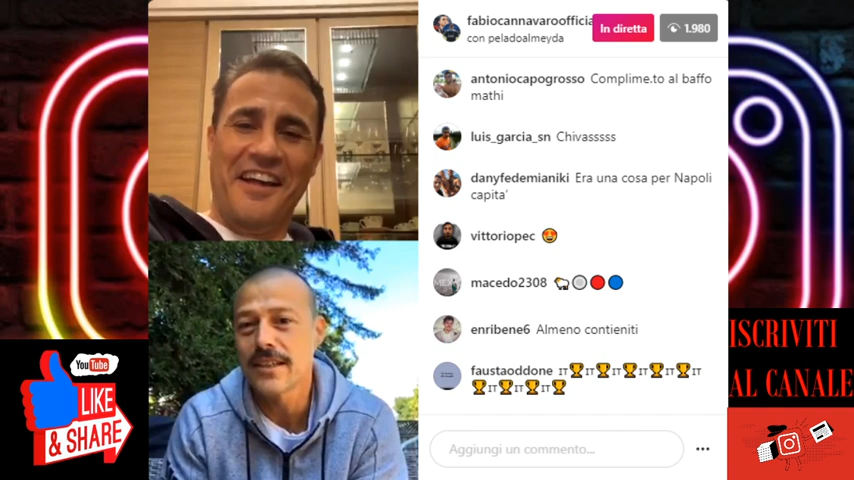 fabiocannavarooffici
In diretta
1.980
con peladoalmeyda
antoniocapogrosso Complime.to al baffo
mathi
luis_garcia_sn Chivasssss
danyfedemianiki Era una cosa per Napoli
capita'
vittoriopec 😍
macedo2308 🐑⚪🔴🔵
enribene6 Almeno contieniti
faustaoddone IT🏆IT🏆IT🏆IT🏆IT🏆IT
🏆IT🏆IT🏆IT🏆
Aggiungi un commento...
YouTube
LIKE
& SHARE
ISCRIVITI
AL CANALE